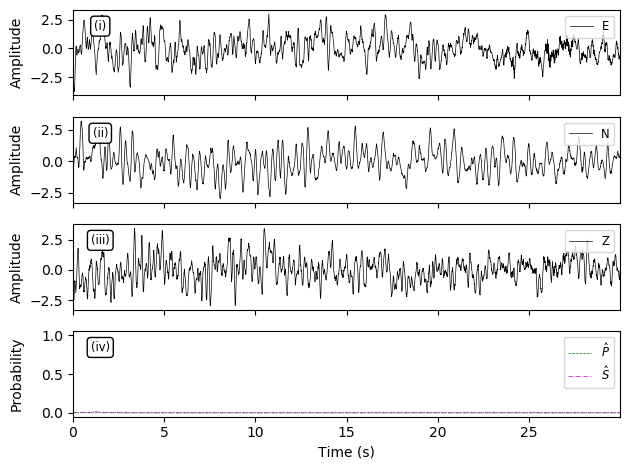 Amplitude
2.5
0.0
−2.5
(i)
E
Amplitude
2.5
0.0
−2.5
(ii)
N
Amplitude
2.5
0.0
−2.5
(iii)
Z
Probability
1.0
0.5
0.0
(iv)
P̂
Ŝ
0 5 10 15 20 25
Time (s)